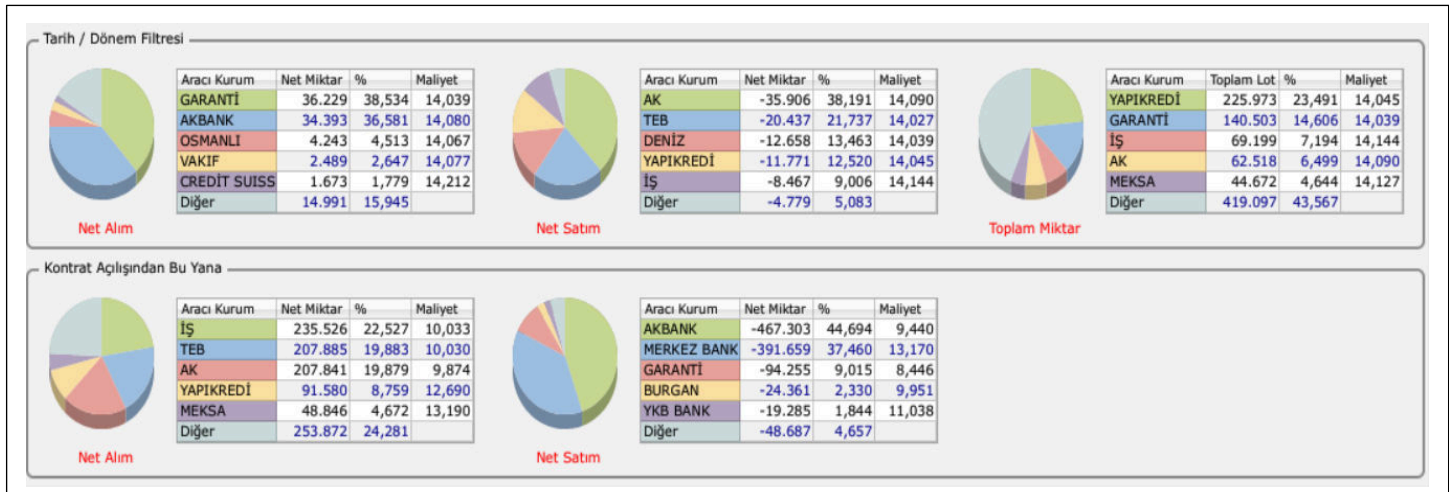 Tarih / Dönem Filtresi
Aracı Kurum Net Miktar % Maliyet
GARANTİ 36.229 38,534 14,039
AKBANK 34.393 36,581 14,080
OSMANLI 4.243 4,513 14,067
VAKIF 2.489 2,647 14,077
CREDİT SUISS 1.673 1,779 14,212
Diğer 14.991 15,945
Net Alım
Aracı Kurum Net Miktar % Maliyet
AK -35.906 38,191 14,090
TEB -20.437 21,737 14,027
DENİZ -12.658 13,463 14,039
YAPIKREDİ -11.771 12,520 14,045
İŞ -8.467 9,006 14,144
Diğer -4.779 5,083
Net Satım
Aracı Kurum Toplam Lot % Maliyet
YAPIKREDİ 225.973 23,491 14,045
GARANTİ 140.503 14,606 14,039
İŞ 69.199 7,194 14,144
AK 62.518 6,499 14,090
MEKSA 44.672 4,644 14,127
Diğer 419.097 43,567
Toplam Miktar
Kontrat Açılışından Bu Yana
Aracı Kurum Net Miktar % Maliyet
İŞ 235.526 22,527 10,033
TEB 207.885 19,883 10,030
AK 207.841 19,879 9,874
YAPIKREDİ 91.580 8,759 12,690
MEKSA 48.846 4,672 13,190
Diğer 253.872 24,281
Net Alım
Aracı Kurum Net Miktar % Maliyet
AKBANK -467.303 44,694 9,440
MERKEZ BANK -391.659 37,460 13,170
GARANTİ -94.255 9,015 8,446
BURGAN -24.361 2,330 9,951
YKB BANK -19.285 1,844 11,038
Diğer -48.687 4,657
Net Satım